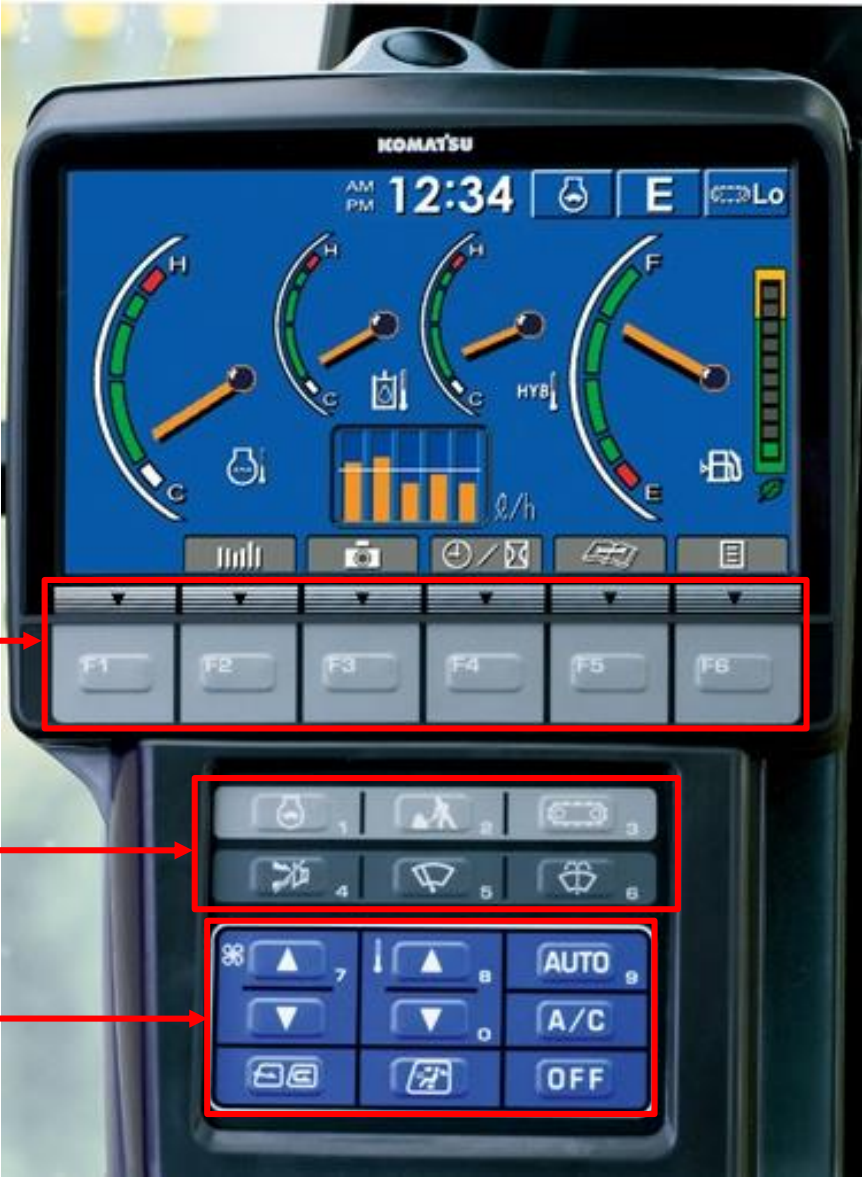 KOMATSU
AM
PM
12:34
E
Lo
H
H
H
F
C
C
C
HYB
E
ℓ/h
F1
F2
F3
F4
F5
F6
1
2
3
4
5
6
7
8
AUTO
9
0
A/C
OFF